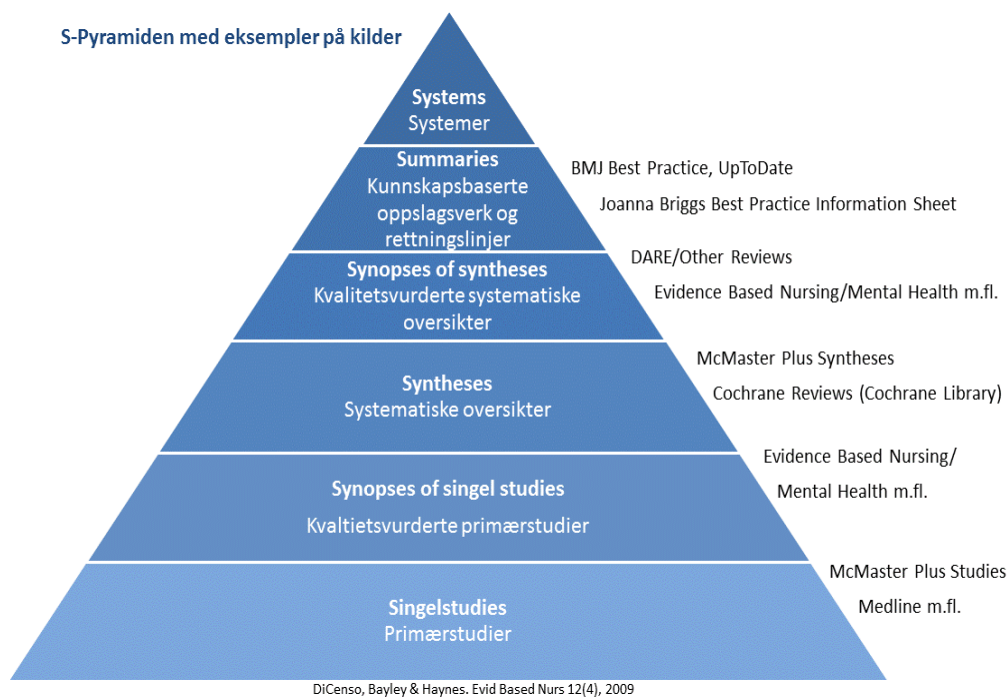 S-Pyramiden med eksempler på kilder
Systems
Systemer
Summaries
Kunnskapsbaserte
oppslagsverk og
rettningslinjer
BMJ Best Practice, UpToDate
Joanna Briggs Best Practice Information Sheet
Synopses of syntheses
Kvalitetsvurderte systematiske
oversikter
DARE/Other Reviews
Evidence Based Nursing/Mental Health m.fl.
Syntheses
Systematiske oversikter
McMaster Plus Syntheses
Cochrane Reviews (Cochrane Library)
Synopses of singel studies
Kvaltietsvurderte primærstudier
Evidence Based Nursing/
Mental Health m.fl.
Singelstudies
Primærstudier
McMaster Plus Studies
Medline m.fl.
DiCenso, Bayley & Haynes. Evid Based Nurs 12(4), 2009